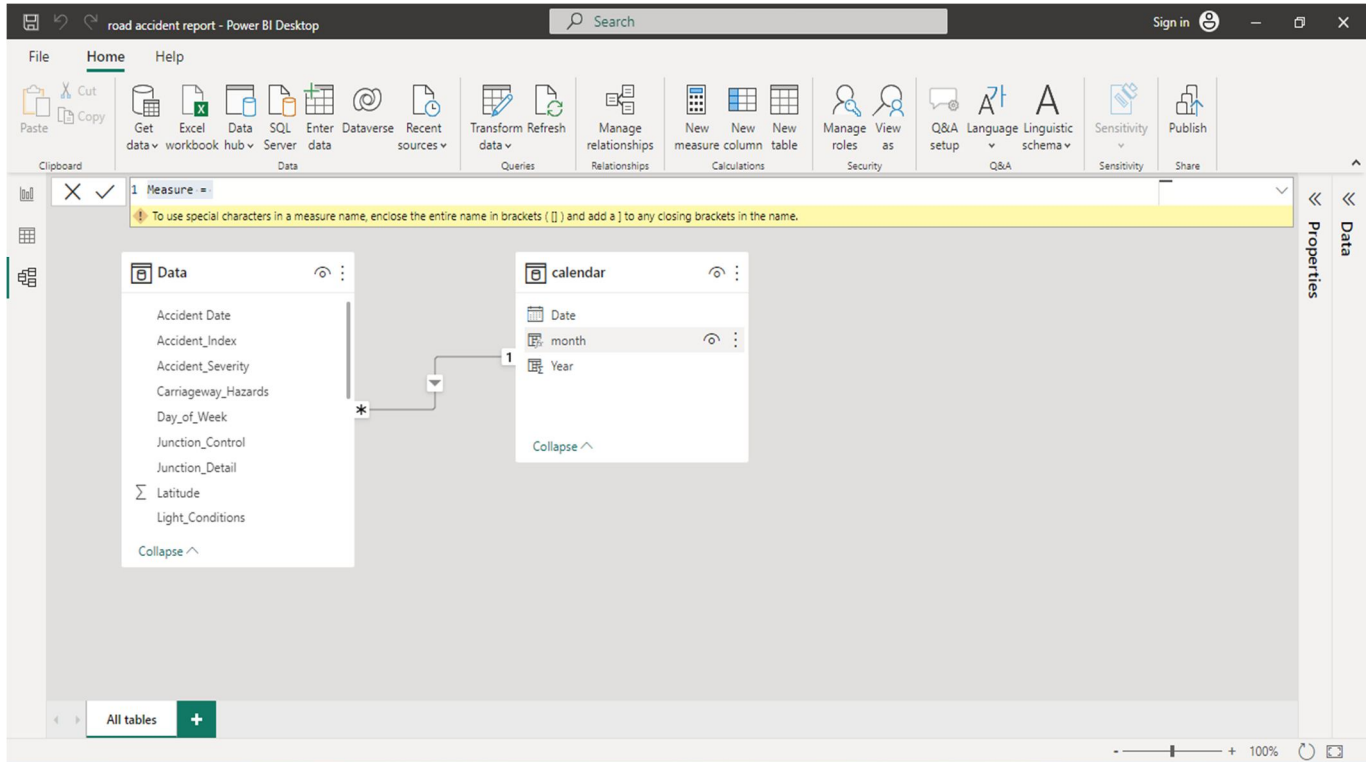 road accident report - Power BI Desktop
Search
Sign in
File Home Help
Paste
Cut
Copy
Clipboard
Get data
Excel workbook
Data hub
SQL Server
Enter data
Dataverse
Recent sources
Data
Transform data
Refresh
Queries
Manage relationships
Relationships
New measure
New column
New table
Calculations
Manage roles
View as
Security
Q&A setup
Language
Linguistic schema
Q&A
Sensitivity
Sensitivity
Publish
Share
1 Measure =
To use special characters in a measure name, enclose the entire name in brackets ( [] ) and add a ] to any closing brackets in the name.
Data
Accident Date
Accident_Index
Accident_Severity
Carriageway_Hazards
Day_of_Week
Junction_Control
Junction_Detail
Σ Latitude
Light_Conditions
Collapse
*
1
calendar
Date
month
Year
Collapse
Properties
Data
All tables +
- + 100%